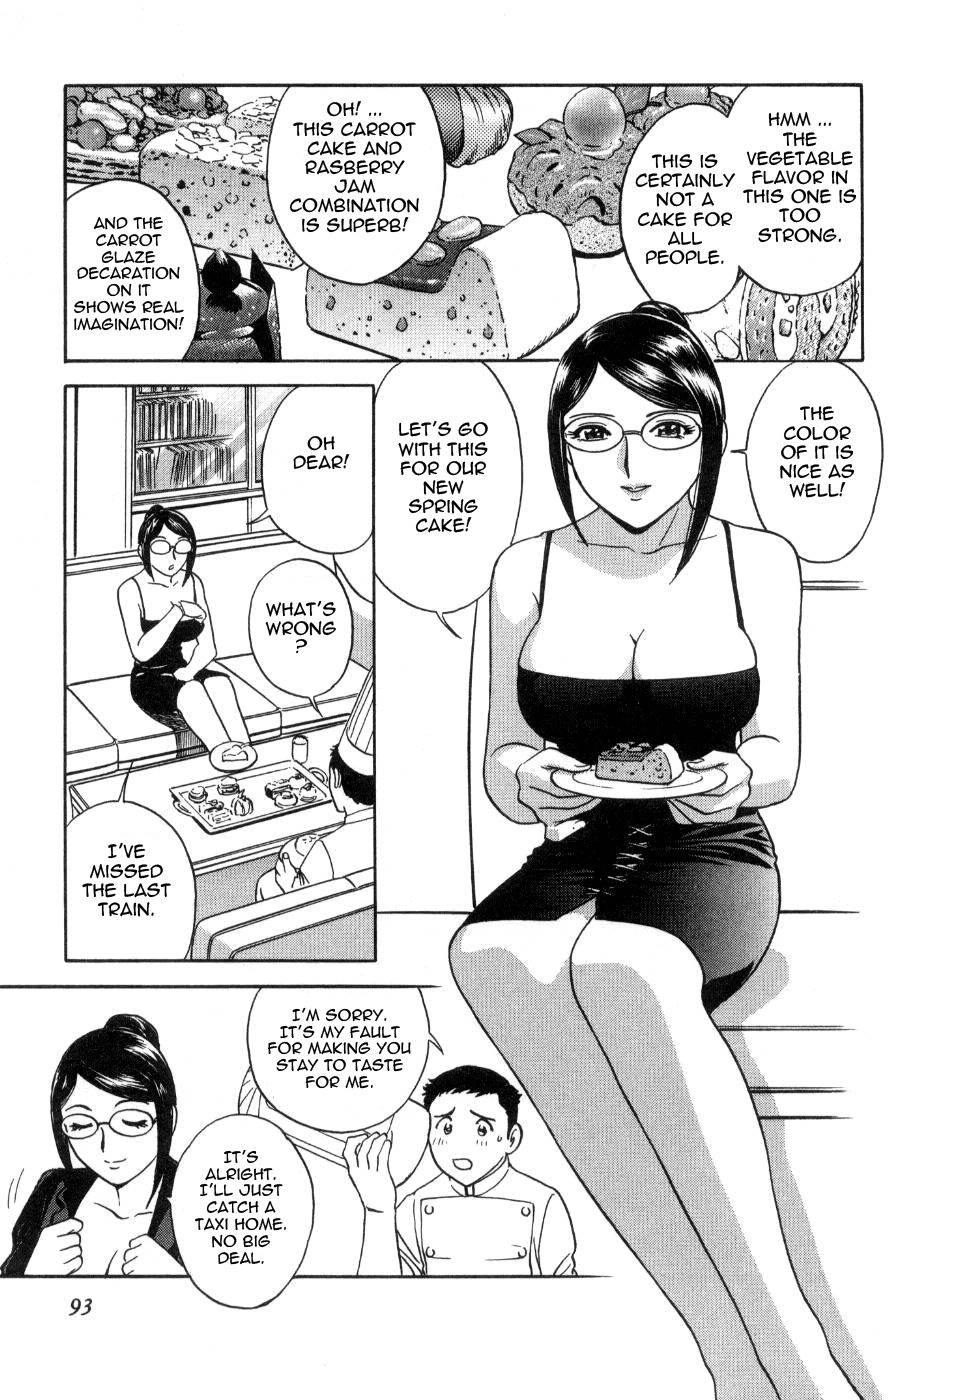 HMM ...
THE
VEGETABLE
FLAVOR IN
THIS ONE IS
TOO
STRONG.
THIS IS
CERTAINLY
NOT A
CAKE FOR
ALL
PEOPLE.
OH! ...
THIS CARROT
CAKE AND
RASBERRY
JAM
COMBINATION
IS SUPERB!
AND THE
CARROT
GLAZE
DECARATION
ON IT
SHOWS REAL
IMAGINATION!
THE
COLOR
OF IT IS
NICE AS
WELL!
LET'S GO
WITH THIS
FOR OUR
NEW
SPRING
CAKE!
OH
DEAR!
WHAT'S
WRONG
?
I'VE
MISSED
THE LAST
TRAIN.
I'M SORRY.
IT'S MY FAULT
FOR MAKING YOU
STAY TO TASTE
FOR ME.
IT'S
ALRIGHT.
I'LL JUST
CATCH A
TAXI HOME.
NO BIG
DEAL.
93